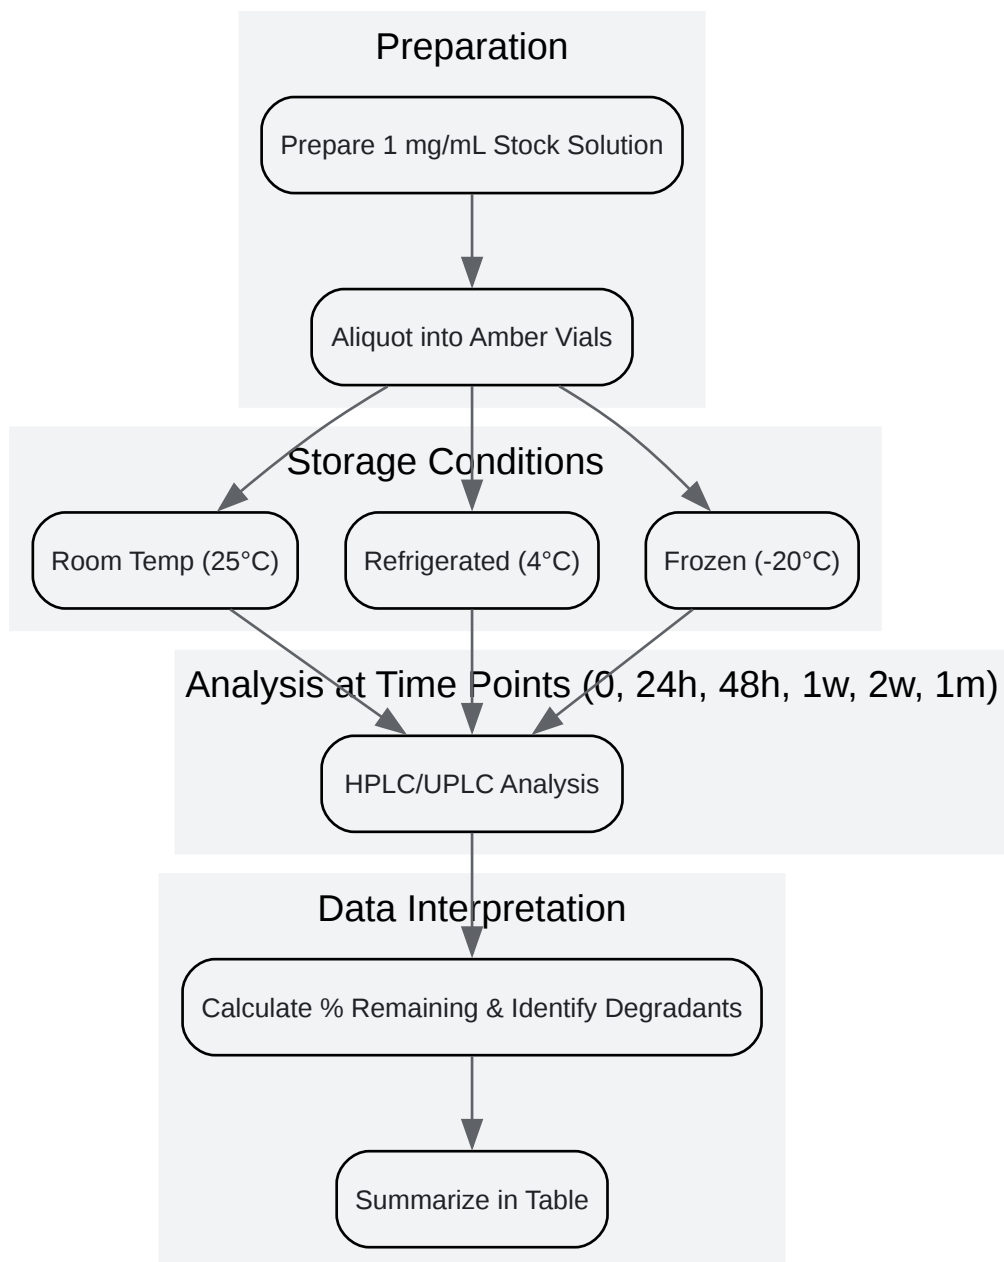 Preparation
Prepare 1 mg/mL Stock Solution
Aliquot into Amber Vials
Storage Conditions
Room Temp (25°C)
Refrigerated (4°C)
Frozen (-20°C)
Analysis at Time Points (0, 24h, 48h, 1w, 2w, 1m)
HPLC/UPLC Analysis
Data Interpretation
Calculate % Remaining & Identify Degradants
Summarize in Table